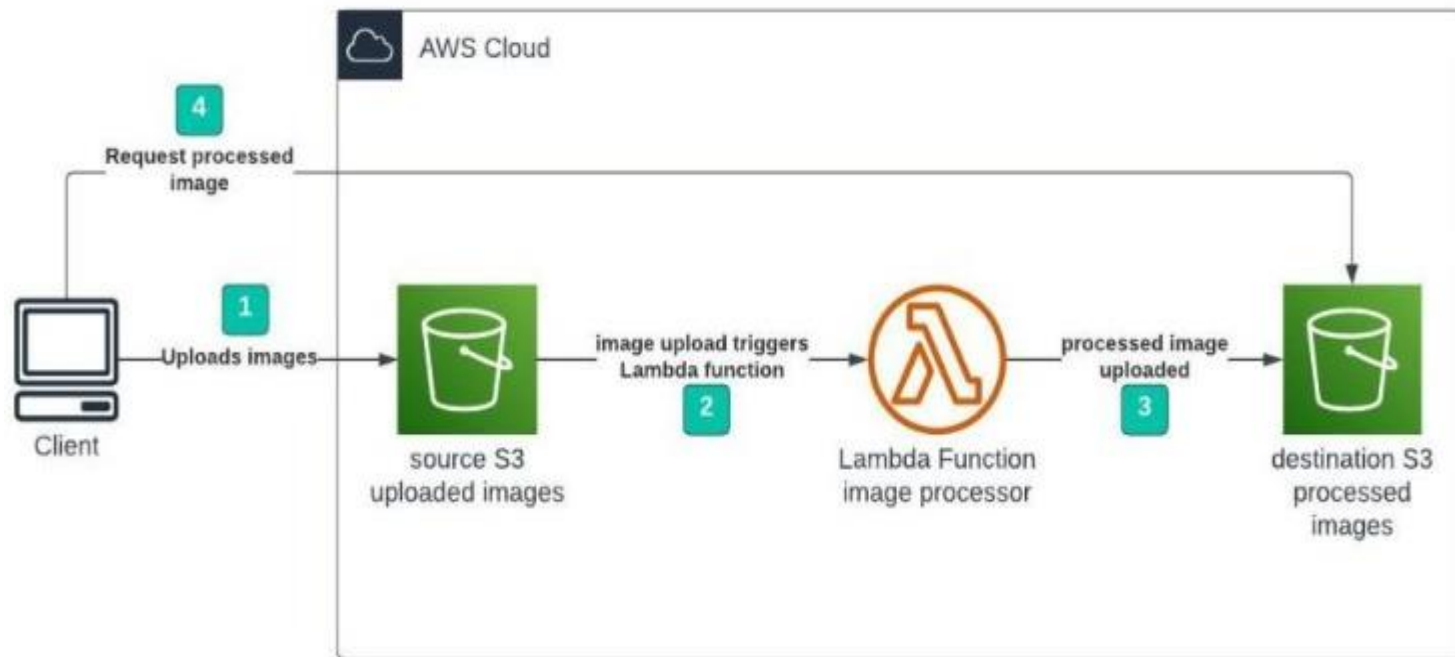 AWS Cloud
4
Request processed
image
1
Uploads images
image upload triggers
Lambda function
2
processed image
uploaded
3
Client
source S3
uploaded images
Lambda Function
image processor
destination S3
processed
images